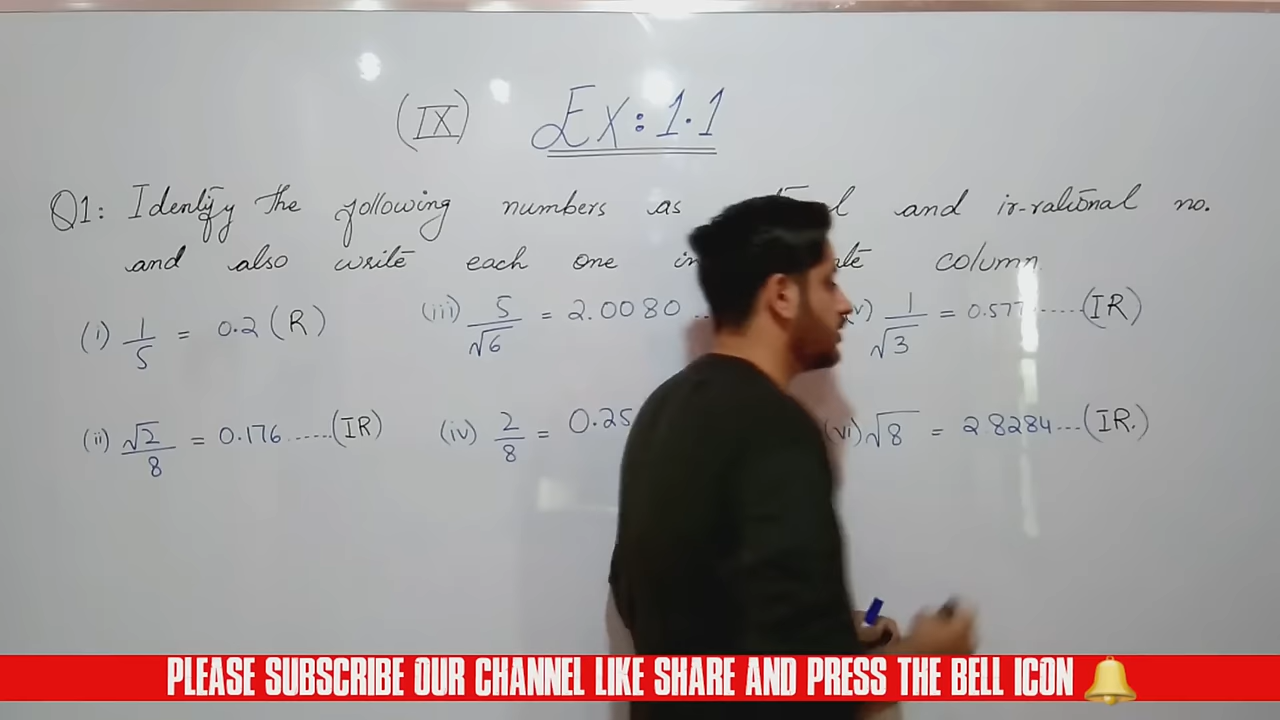 (IX) Ex: 1.1
Q1: Identify the following numbers as and ir-rational no.
and also write each one in column
(i) 1/5 = 0.2 (R) (iii) 5/√6 = 2.0080 .. 1/√3 = 0.577 .....(IR)
(ii) √2/8 = 0.176 ......(IR) (iv) 2/8 = 0.25 (vi) √8 = 2.8284...(IR.)
PLEASE SUBSCRIBE OUR CHANNEL LIKE SHARE AND PRESS THE BELL ICON